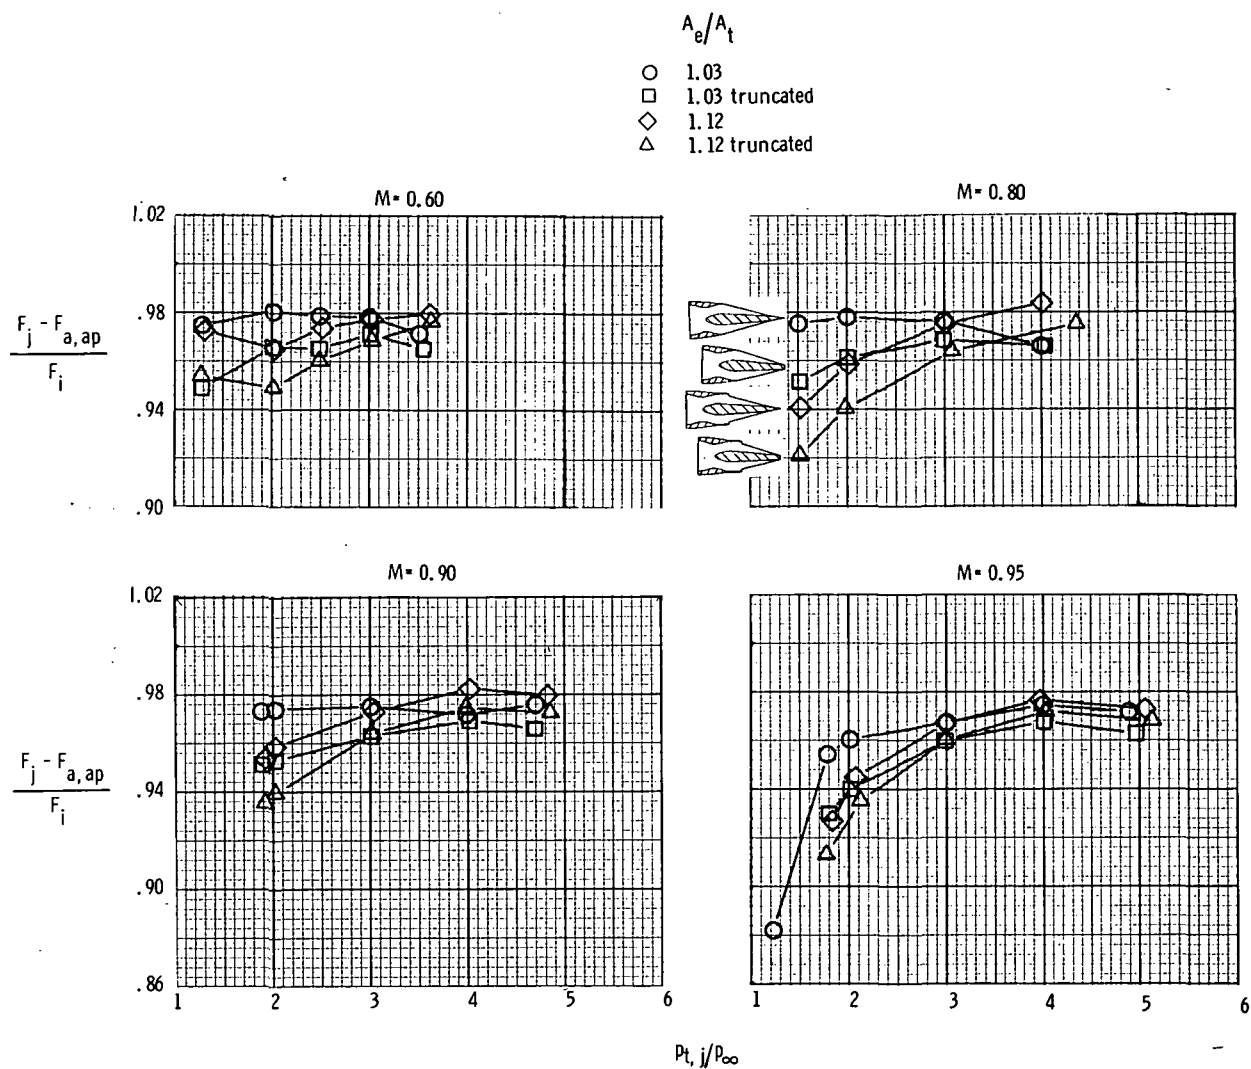 A_e/A_t
1.03
1.03 truncated
1.12
1.12 truncated
M= 0.60
M= 0.80
1.02
.98
F_j - F_a,ap
F_i
.94
.90
M= 0.90
M= 0.95
1.02
.98
F_j - F_a,ap
F_i
.94
.90
.86
1 2 3 4 5 6
1 2 3 4 5 6
p_t,j/p_∞